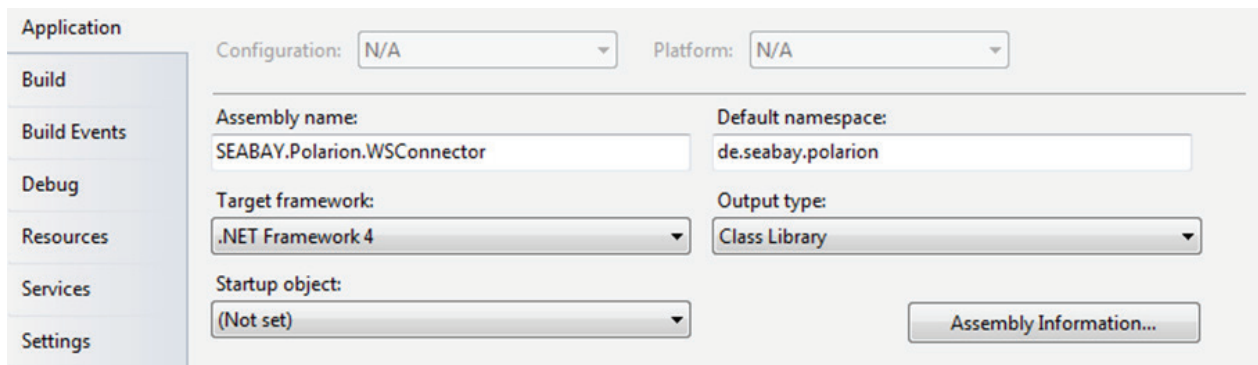 Application
Build
Build Events
Debug
Resources
Services
Settings
Configuration: N/A Platform: N/A
Assembly name: Default namespace:
SEABAY.Polarion.WSConnector de.seabay.polarion
Target framework: Output type:
.NET Framework 4 Class Library
Startup object:
(Not set) Assembly Information...